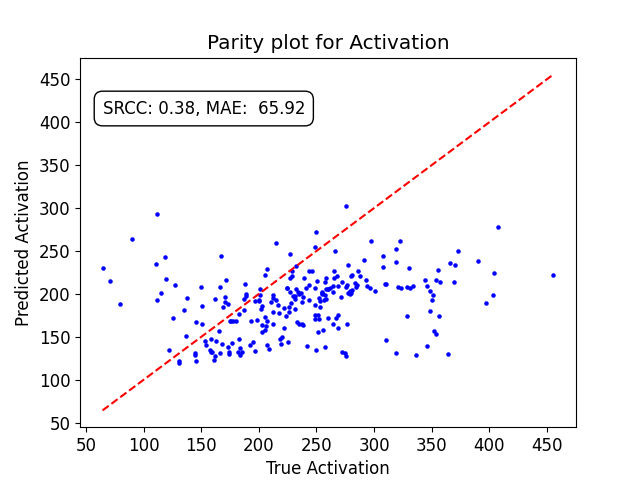 Parity plot for Activation
SRCC: 0.38, MAE:  65.92
Predicted Activation
450
400
350
300
250
200
150
100
50
50 100 150 200 250 300 350 400 450
True Activation